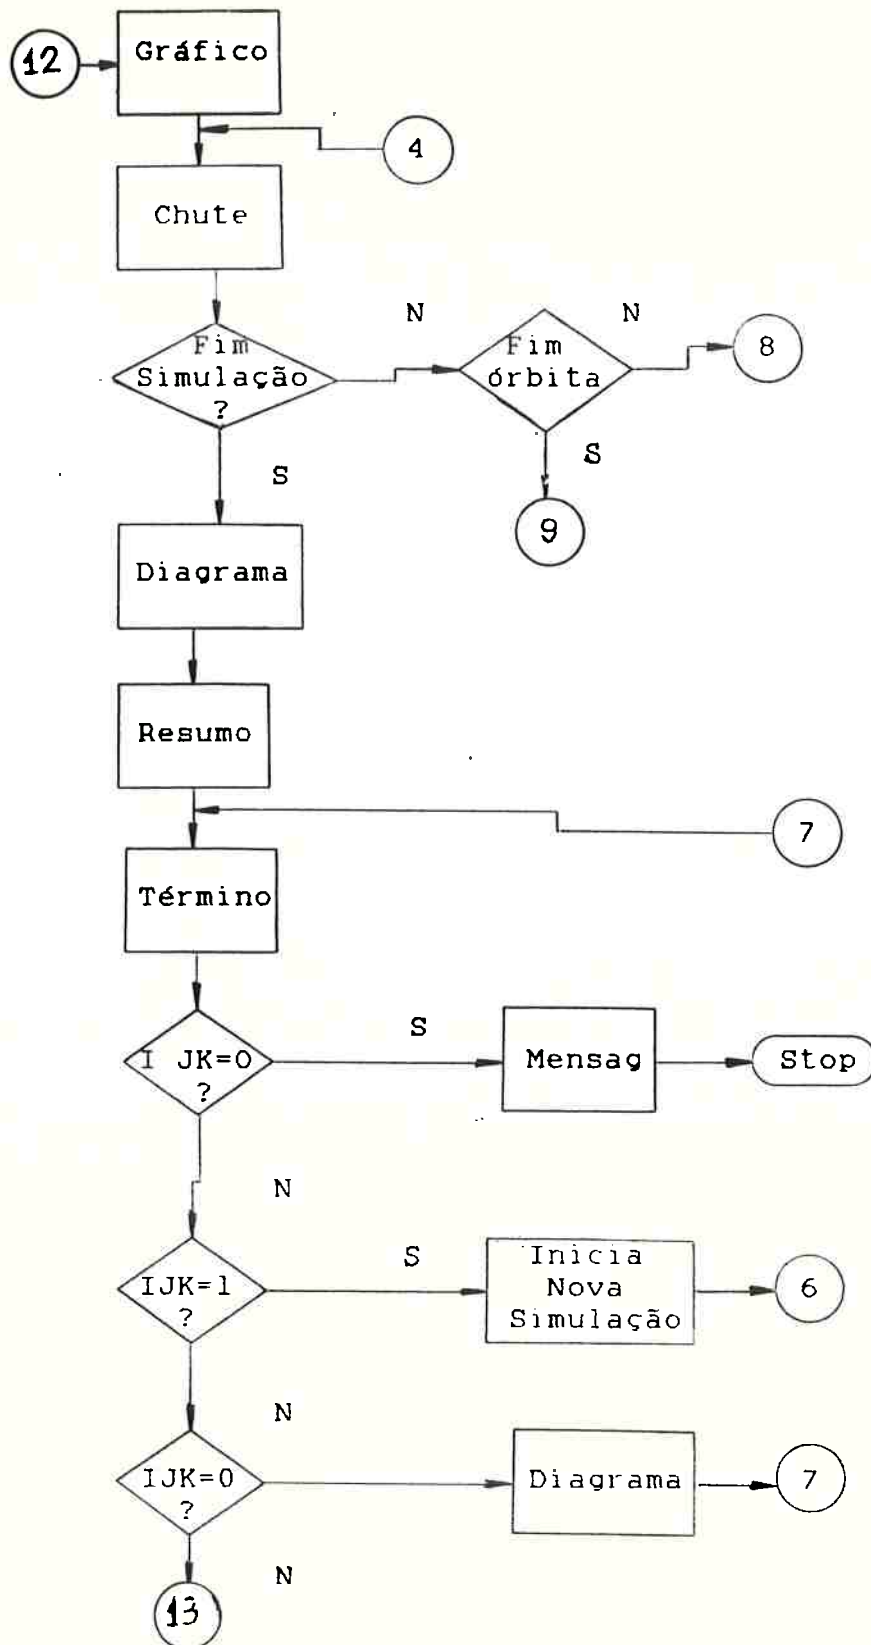 12
Gráfico
4
Chute
N
N
Fim
Simulação
?
Fim
órbita
8
S
S
9
Diagrama
Resumo
7
Término
S
I JK=0
?
Mensag
Stop
N
S
IJK=1
?
Inicia
Nova
Simulação
6
N
IJK=0
?
Diagrama
7
N
13